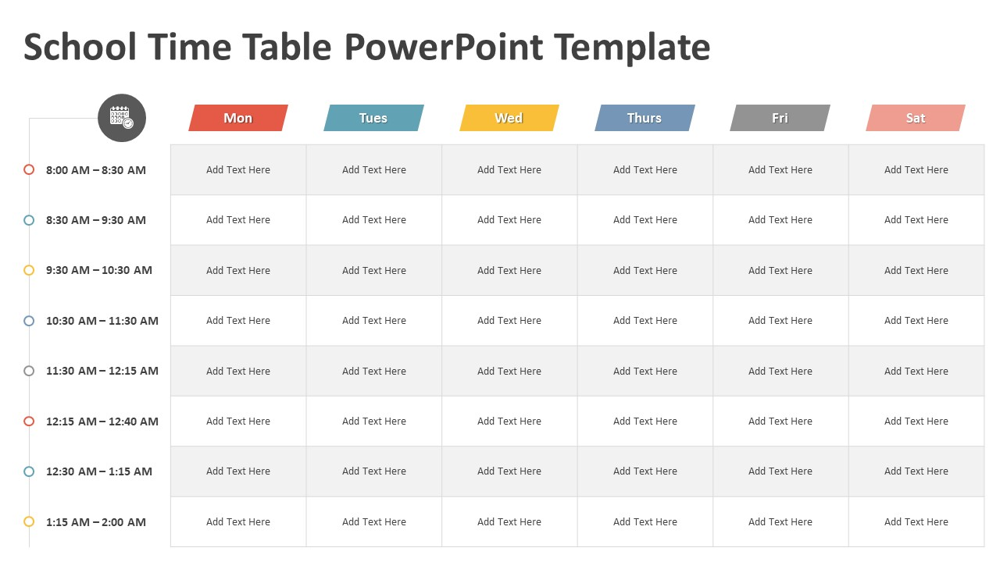 School Time Table PowerPoint Template
Mon Tues Wed Thurs Fri Sat
8:00 AM – 8:30 AM Add Text Here Add Text Here Add Text Here Add Text Here Add Text Here Add Text Here
8:30 AM – 9:30 AM Add Text Here Add Text Here Add Text Here Add Text Here Add Text Here Add Text Here
9:30 AM – 10:30 AM Add Text Here Add Text Here Add Text Here Add Text Here Add Text Here Add Text Here
10:30 AM – 11:30 AM Add Text Here Add Text Here Add Text Here Add Text Here Add Text Here Add Text Here
11:30 AM – 12:15 AM Add Text Here Add Text Here Add Text Here Add Text Here Add Text Here Add Text Here
12:15 AM – 12:40 AM Add Text Here Add Text Here Add Text Here Add Text Here Add Text Here Add Text Here
12:30 AM – 1:15 AM Add Text Here Add Text Here Add Text Here Add Text Here Add Text Here Add Text Here
1:15 AM – 2:00 AM Add Text Here Add Text Here Add Text Here Add Text Here Add Text Here Add Text Here